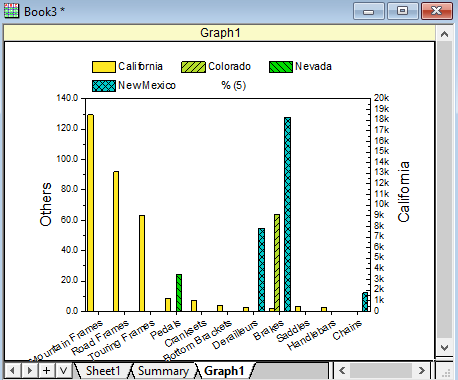 Book3 *
Graph1
California Colorado Nevada
NewMexico % (5)
140.0
120.0
100.0
80.0
60.0
40.0
20.0
0.0
Others
20k
19k
18k
17k
16k
15k
14k
13k
12k
11k
10k
9k
8k
7k
6k
5k
4k
3k
2k
1k
0
California
Mountain Frames
Road Frames
Touring Frames
Pedals
Cranksets
Bottom Brackets
Derailleurs
Brakes
Saddles
Handlebars
Chains
Sheet1 Summary Graph1